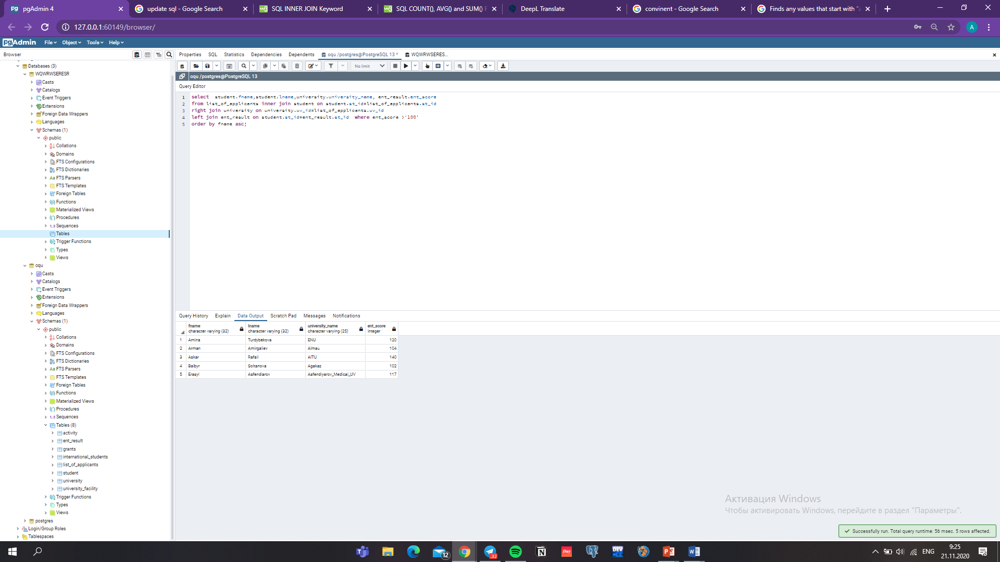 pgAdmin 4
update sql - Google Search
SQL INNER JOIN Keyword
SQL COUNT(), AVG() and SUM() F
DeepL Translate
convinent - Google Search
Finds any values that start with "a
127.0.0.1:60149/browser/
A
pgAdmin
File Object Tools Help
Browser
Properties SQL Statistics Dependencies Dependents oqu /postgres@PostgreSQL 13 * WQWRWSERES...
No limit
oqu /postgres@PostgreSQL 13
Query Editor
1 select student.fname,student.lname,university.university_name, ent_result.ent_score
2 from list_of_applicants inner join student on student.st_id=list_of_applicants.st_id
3 right join university on university.uv_id=list_of_applicants.uv_id
4 left join ent_result on student.st_id=ent_result.st_id where ent_score >'100'
5 order by fname asc;
Databases (3)
WQWRWSERESR
Casts
Catalogs
Event Triggers
Extensions
Foreign Data Wrappers
Languages
Schemas (1)
public
Collations
Domains
FTS Configurations
FTS Dictionaries
FTS Parsers
FTS Templates
Foreign Tables
Functions
Materialized Views
Procedures
Sequences
Tables
Trigger Functions
Types
Views
oqu
Casts
Catalogs
Event Triggers
Extensions
Foreign Data Wrappers
Languages
Schemas (1)
public
Collations
Domains
FTS Configurations
FTS Dictionaries
FTS Parsers
FTS Templates
Foreign Tables
Functions
Materialized Views
Procedures
Sequences
Tables (8)
activity
ent_result
grants
international_students
list_of_applicants
student
university
university_facility
Trigger Functions
Types
Views
postgres
Login/Group Roles
Tablespaces
Query History Explain Data Output Scratch Pad Messages Notifications
fname lname university_name ent_score
character varying (32) character varying (32) character varying (25) integer
1 Amina Turdybekova ENU 120
2 Arman Amirgaliev Almau 104
3 Askar Rafail AITU 140
4 Balbyr Soltanova Agakaz 102
5 Erasyl Asfendiarov Asfendiyarov_Medical_UV 117
Активация Windows
Чтобы активировать Windows, перейдите в раздел "Параметры".
Successfully run. Total query runtime: 56 msec. 5 rows affected.
12
.32
Day
DEV
ENG
9:25
21.11.2020